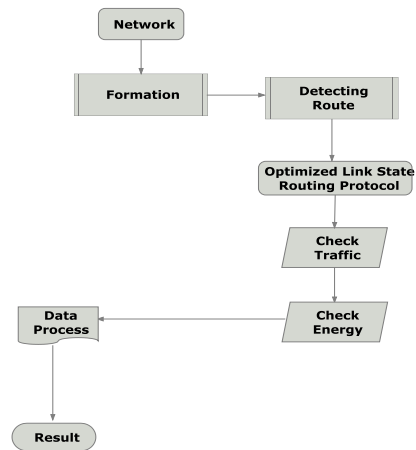 Network
Formation
Detecting
Route
Optimized Link State
Routing Protocol
Check
Traffic
Check
Energy
Data
Process
Result